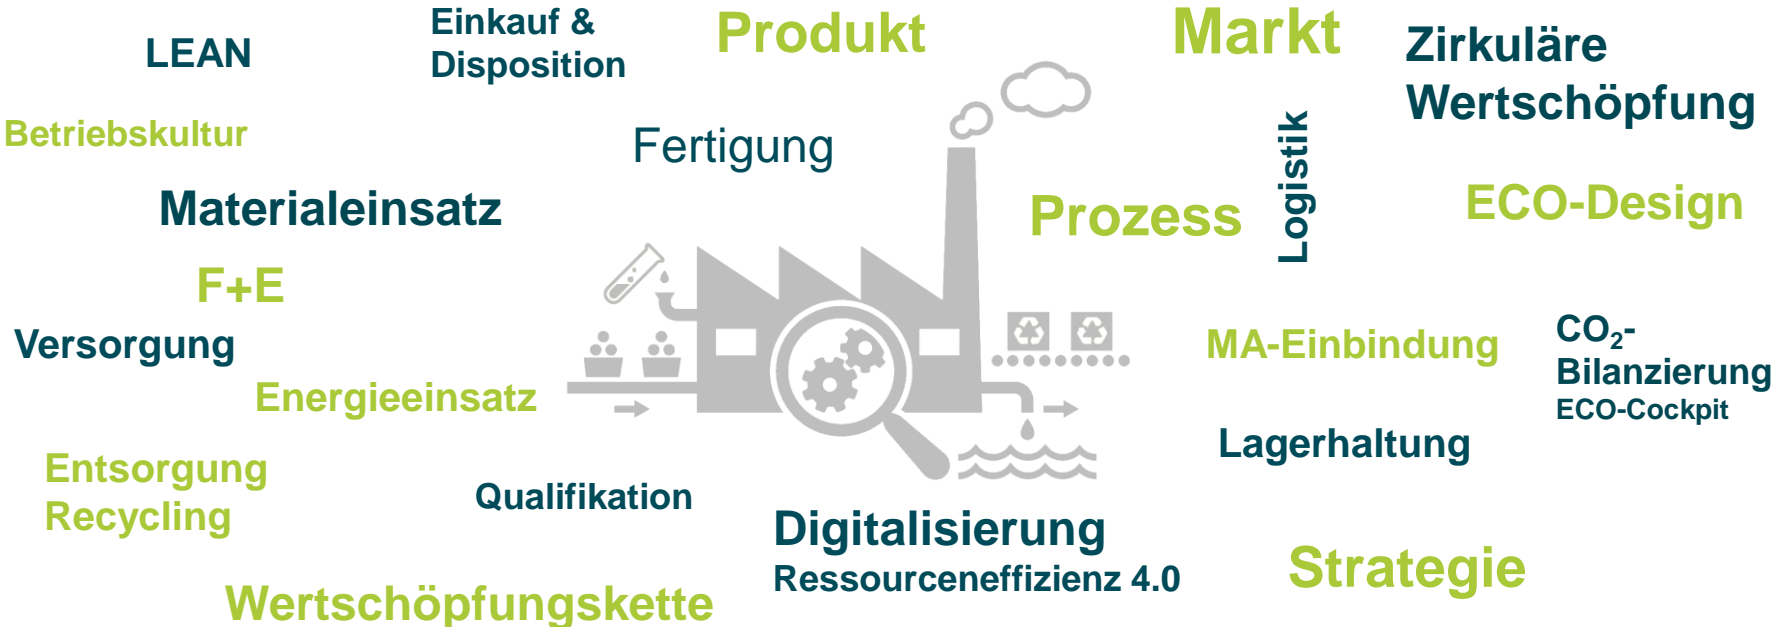 LEAN
Einkauf &
Disposition
Produkt
Markt
Zirkuläre
Wertschöpfung
Betriebskultur
Fertigung
Logistik
Materialeinsatz
Prozess
ECO-Design
F+E
Versorgung
MA-Einbindung
CO₂-
Bilanzierung
ECO-Cockpit
Energieeinsatz
Lagerhaltung
Entsorgung
Recycling
Qualifikation
Digitalisierung
Ressourceneffizienz 4.0
Strategie
Wertschöpfungskette